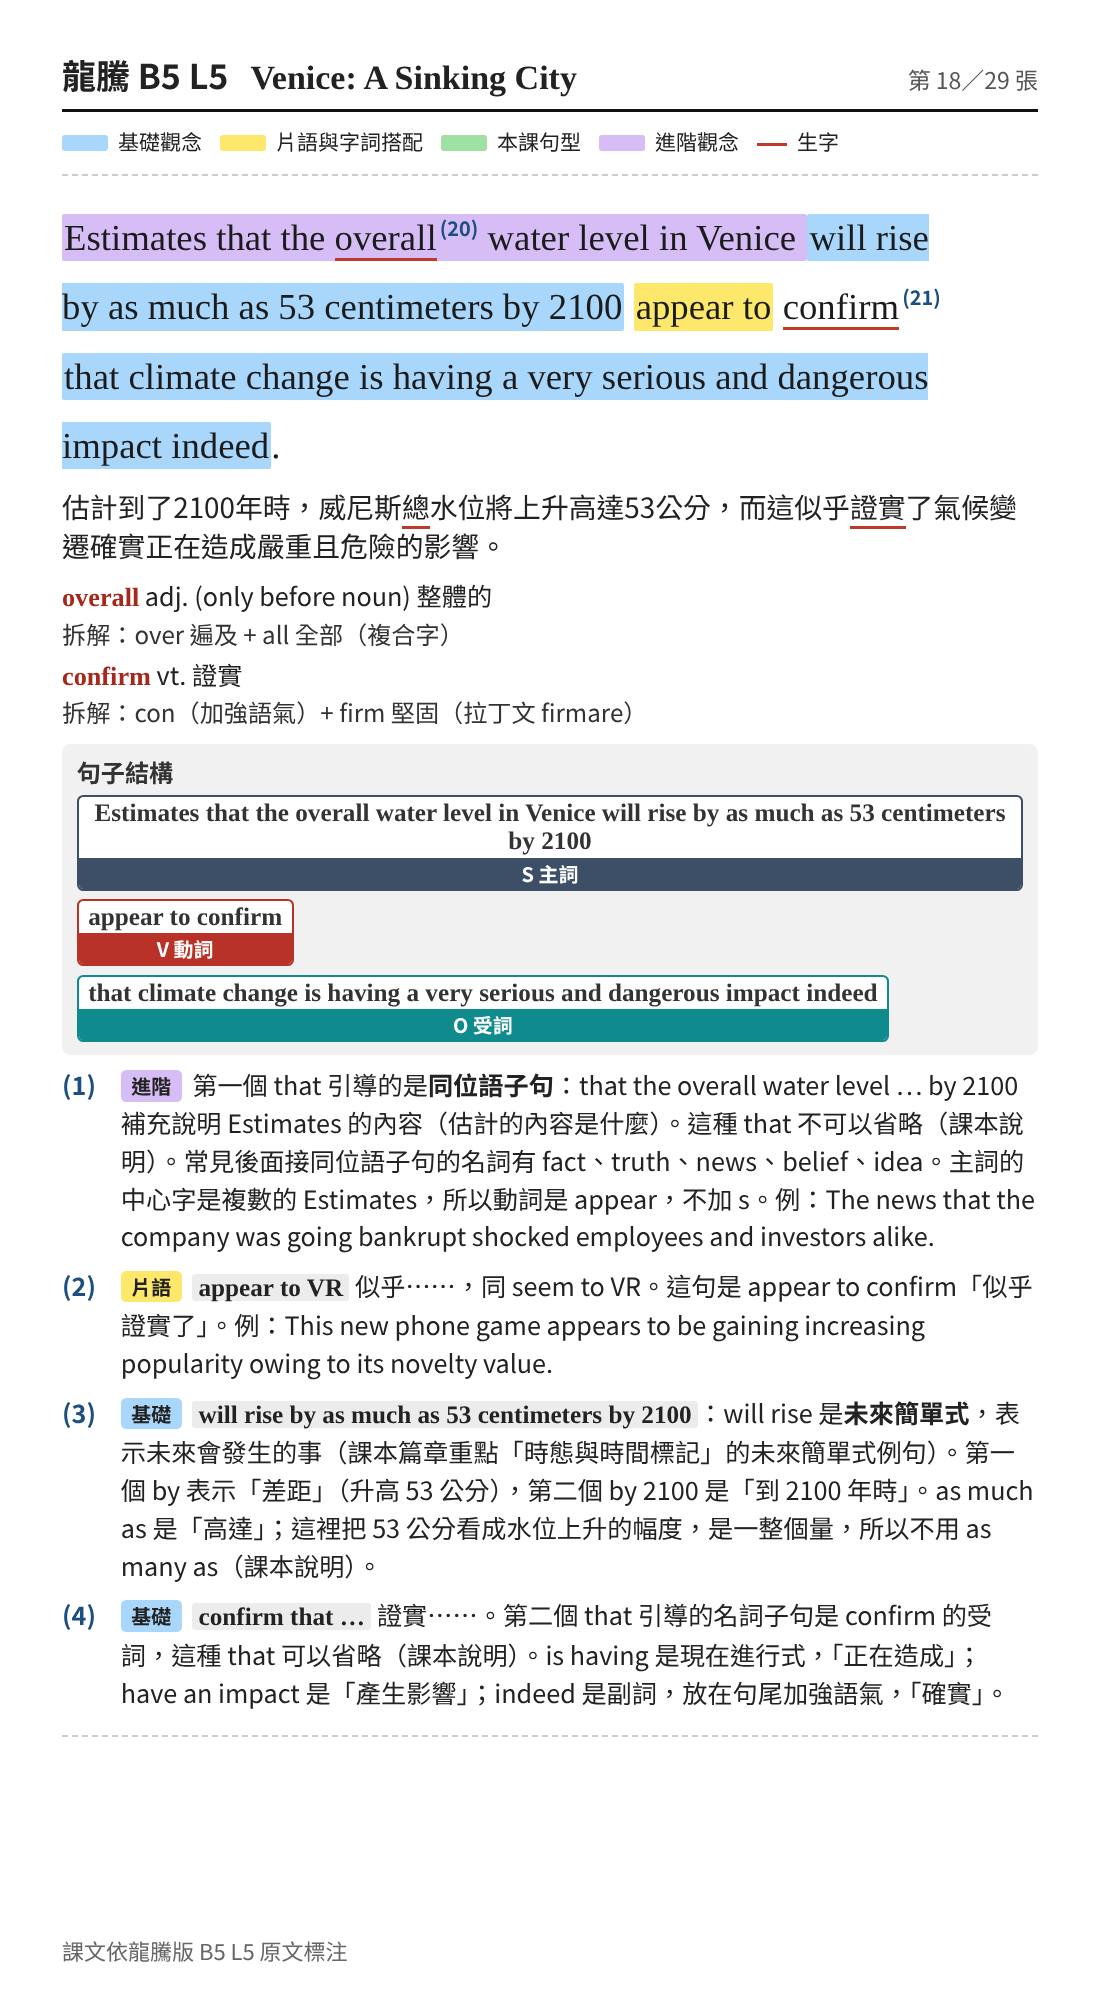 龍騰 B5 L5 Venice: A Sinking City 第 18／29 張
基礎觀念 片語與字詞搭配 本課句型 進階觀念 生字
Estimates that the overall(20) water level in Venice will rise
by as much as 53 centimeters by 2100 appear to confirm(21)
that climate change is having a very serious and dangerous
impact indeed.
估計到了2100年時，威尼斯總水位將上升高達53公分，而這似乎證實了氣候變
遷確實正在造成嚴重且危險的影響。
overall adj. (only before noun) 整體的
拆解：over 遍及 + all 全部（複合字）
confirm vt. 證實
拆解：con（加強語氣）+ firm 堅固（拉丁文 firmare）
句子結構
Estimates that the overall water level in Venice will rise by as much as 53 centimeters
by 2100
S 主詞
appear to confirm
V 動詞
that climate change is having a very serious and dangerous impact indeed
O 受詞
(1) 進階 第一個 that 引導的是同位語子句：that the overall water level … by 2100
補充說明 Estimates 的內容（估計的內容是什麼）。這種 that 不可以省略（課本說
明）。常見後面接同位語子句的名詞有 fact、truth、news、belief、idea。主詞的
中心字是複數的 Estimates，所以動詞是 appear，不加 s。例：The news that the
company was going bankrupt shocked employees and investors alike.
(2) 片語 appear to VR 似乎……，同 seem to VR。這句是 appear to confirm「似乎
證實了」。例：This new phone game appears to be gaining increasing
popularity owing to its novelty value.
(3) 基礎 will rise by as much as 53 centimeters by 2100：will rise 是未來簡單式，表
示未來會發生的事（課本篇章重點「時態與時間標記」的未來簡單式例句）。第一
個 by 表示「差距」（升高 53 公分），第二個 by 2100 是「到 2100 年時」。as much
as 是「高達」；這裡把 53 公分看成水位上升的幅度，是一整個量，所以不用 as
many as（課本說明）。
(4) 基礎 confirm that … 證實……。第二個 that 引導的名詞子句是 confirm 的受
詞，這種 that 可以省略（課本說明）。is having 是現在進行式，「正在造成」；
have an impact 是「產生影響」；indeed 是副詞，放在句尾加強語氣，「確實」。
課文依龍騰版 B5 L5 原文標注